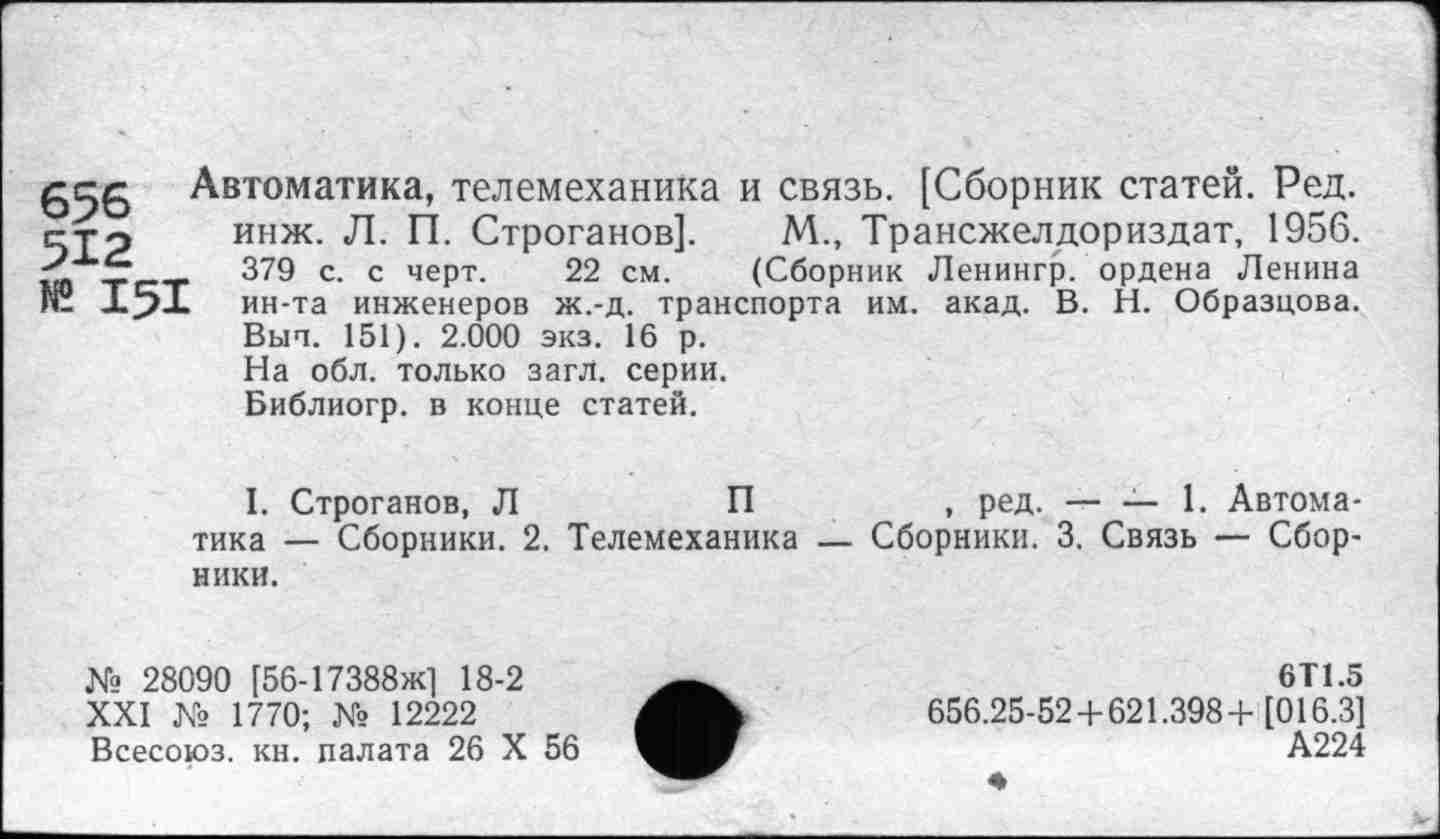 656
512
№ 151
Автоматика, телемеханика и связь. [Сборник статей. Ред.
инж. Л. П. Строганов]. М., Трансжелдориздат, 1956.
379 с. с черт. 22 см. (Сборник Ленингр. ордена Ленина
ин-та инженеров ж.-д. транспорта им. акад. В. Н. Образцова.
Вып. 151). 2.000 экз. 16 р.
На обл. только загл. серии.
Библиогр. в конце статей.
I. Строганов, Л П , ред. — — 1. Автома-
тика — Сборники. 2. Телемеханика — Сборники. 3. Связь — Сбор-
ники.
№ 28090 [56-17388ж] 18-2
XXI № 1770; № 12222
Всесоюз. кн. палата 26 X 56
6Т1.5
656.25-52+621.398+[016.3]
А224